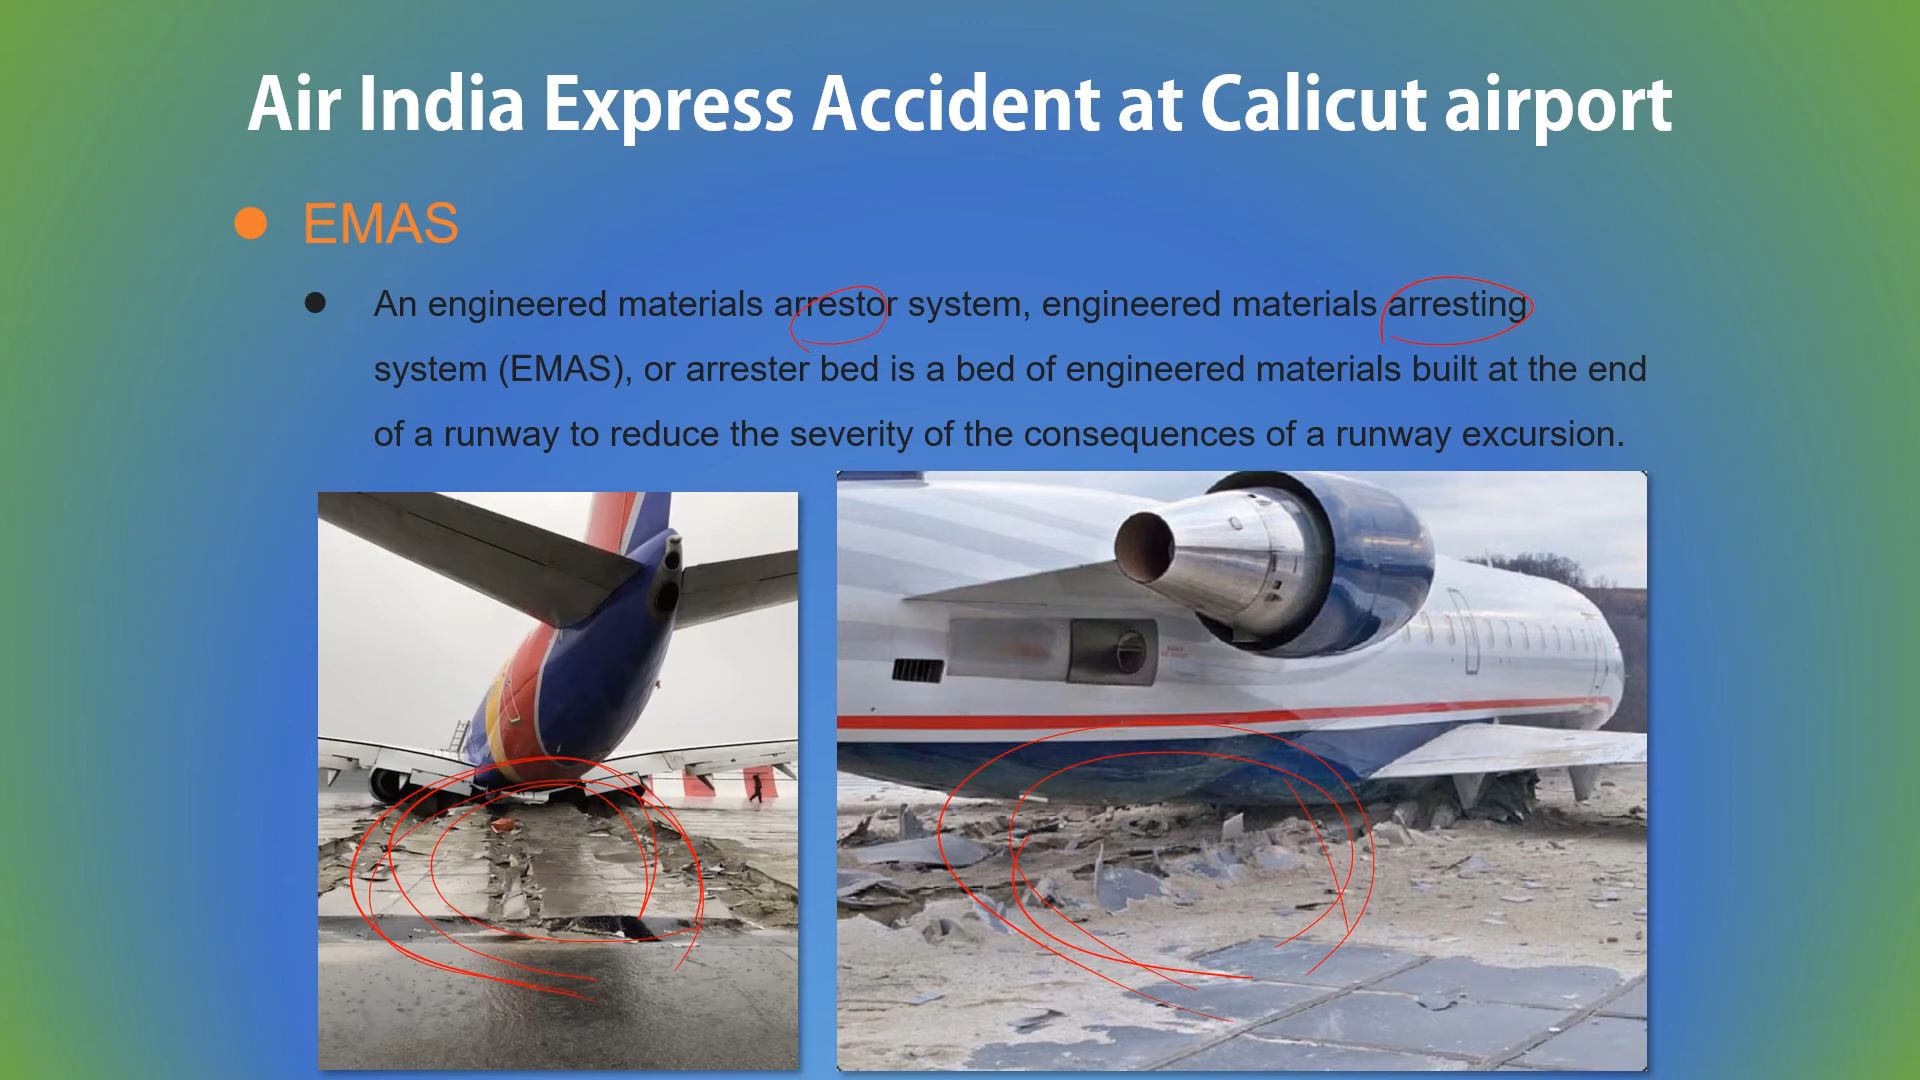 Air India Express Accident at Calicut airport
EMAS
An engineered materials arrestor system, engineered materials arresting
system (EMAS), or arrester bed is a bed of engineered materials built at the end
of a runway to reduce the severity of the consequences of a runway excursion.